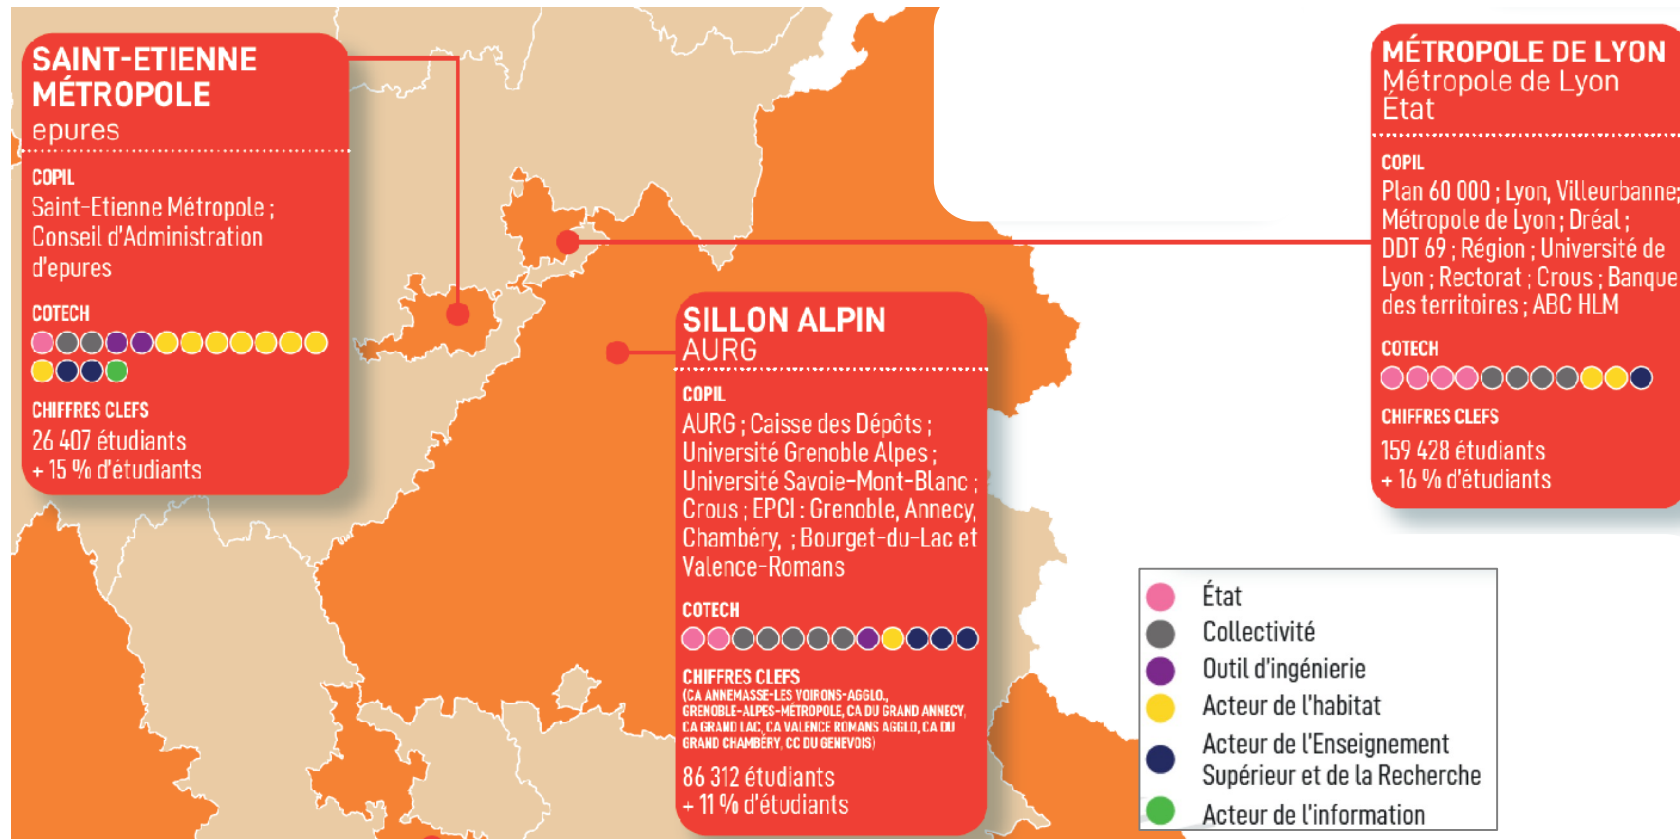 SAINT-ETIENNE
MÉTROPOLE
epures
COPIL
Saint-Etienne Métropole ;
Conseil d'Administration
d'epures
COTECH
CHIFFRES CLEFS
26 407 étudiants
+ 15 % d'étudiants
SILLON ALPIN
AURG
COPIL
AURG ; Caisse des Dépôts ;
Université Grenoble Alpes ;
Université Savoie-Mont-Blanc ;
Crous ; EPCI : Grenoble, Annecy,
Chambéry, ; Bourget-du-Lac et
Valence-Romans
COTECH
CHIFFRES CLEFS
(CA ANNEMASSE-LES VOIRONS-AGGLO.,
GRENOBLE-ALPES-MÉTROPOLE, CA DU GRAND ANNECY,
CA GRAND LAC, CA VALENCE ROMANS AGGLO, CA DU
GRAND CHAMBÉRY, CC DU GENEVOIS)
86 312 étudiants
+ 11 % d'étudiants
MÉTROPOLE DE LYON
Métropole de Lyon
État
COPIL
Plan 60 000 ; Lyon, Villeurbanne;
Métropole de Lyon ; Dréal ;
DDT 69 ; Région ; Université de
Lyon ; Rectorat ; Crous ; Banque
des territoires ; ABC HLM
COTECH
CHIFFRES CLEFS
159 428 étudiants
+ 16 % d'étudiants
État
Collectivité
Outil d'ingénierie
Acteur de l'habitat
Acteur de l'Enseignement
Supérieur et de la Recherche
Acteur de l'information